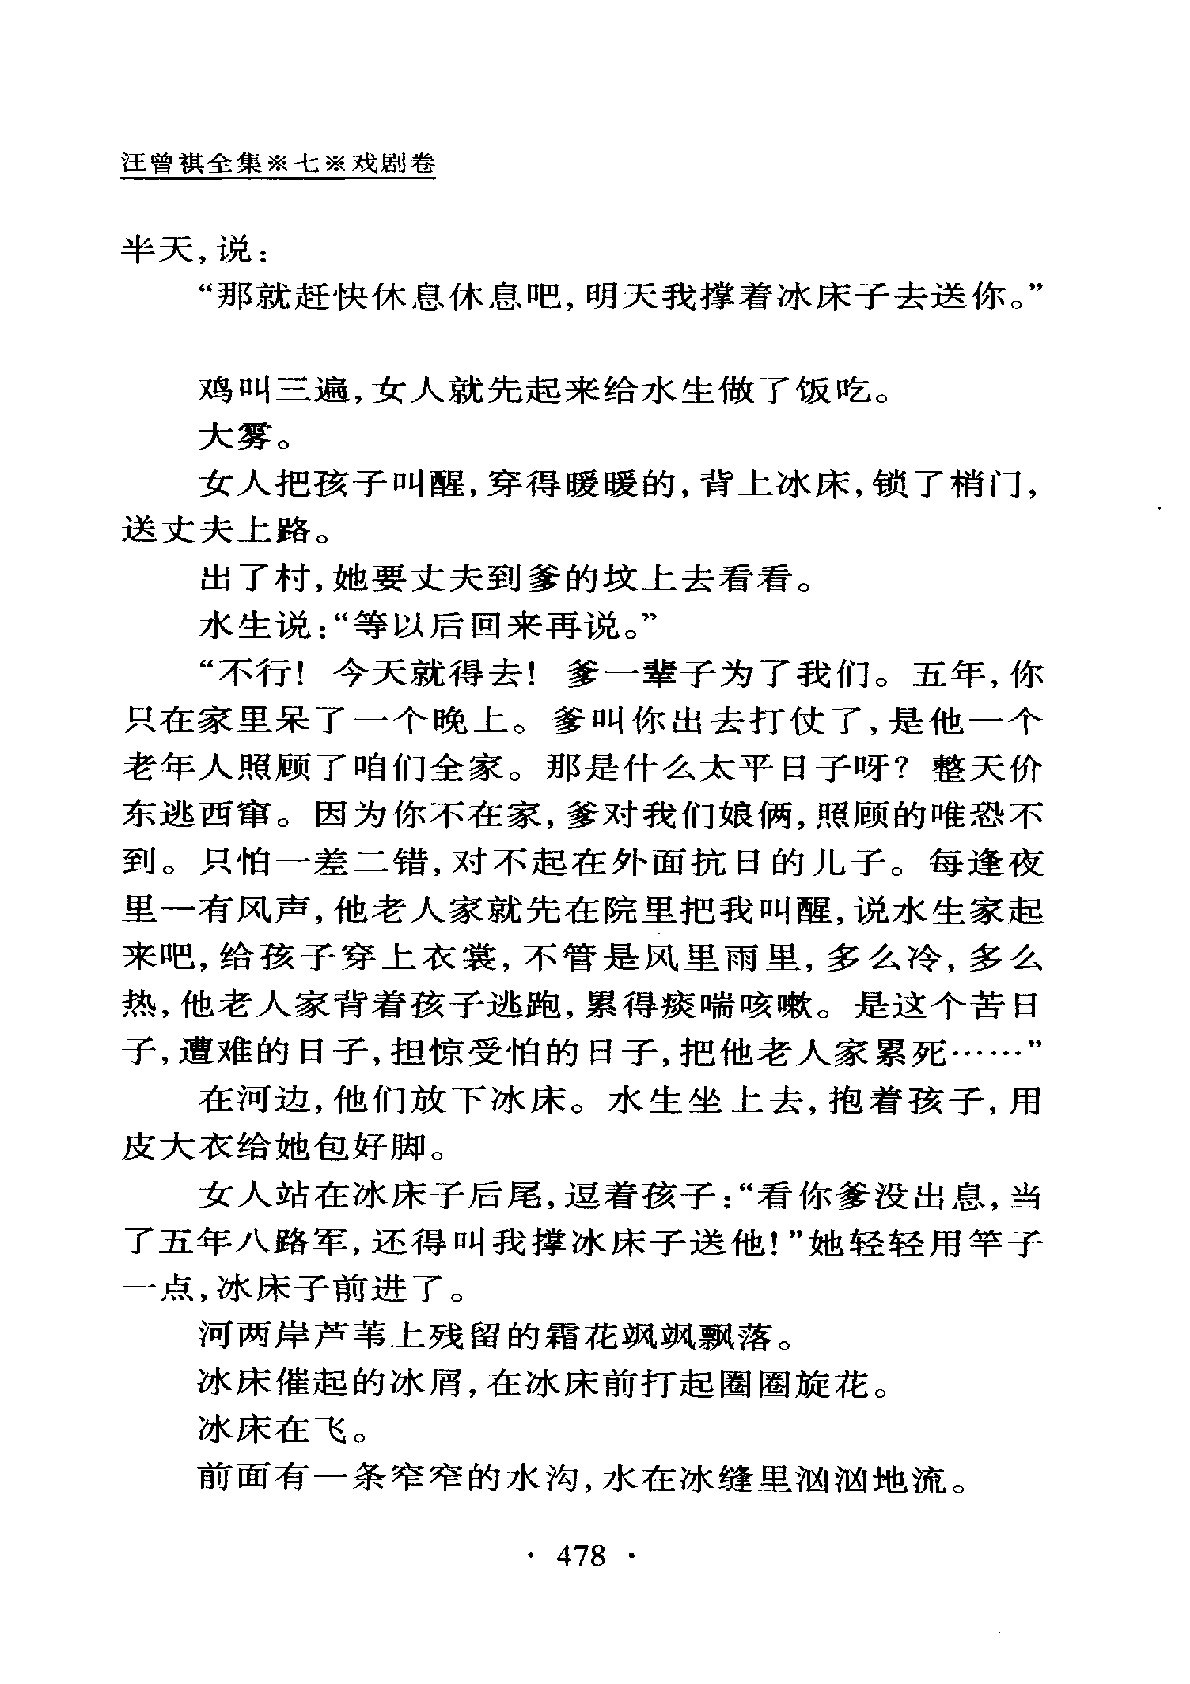 汪曾祺全集※七※戏剧卷
半天,说:
“那就赶快休息休息吧,明天我撑着冰床子去送你。”
鸡叫三遍,女人就先起来给水生做了饭吃。
大雾。
女人把孩子叫醒,穿得暖暖的,背上冰床,锁了梢门,
送丈夫上路。
出了村,她要丈夫到爹的坟上去看看。
水生说:“等以后回来再说。”
“不行! 今天就得去! 爹一辈子为了我们。五年,你
只在家里呆了一个晚上。爹叫你出去打仗了,是他一个
老年人照顾了咱们全家。那是什么太平日子呀? 整天价
东逃西窜。因为你不在家,爹对我们娘俩,照顾的唯恐不
到。只怕一差二错,对不起在外面抗日的儿子。每逢夜
里一有风声,他老人家就先在院里把我叫醒,说水生家起
来吧,给孩子穿上衣裳,不管是风里雨里,多么冷,多么
热,他老人家背着孩子逃跑,累得痰喘咳嗽。是这个苦日
子,遭难的日子,担惊受怕的日子,把他老人家累死……”
在河边,他们放下冰床。水生坐上去,抱着孩子,用
皮大衣给她包好脚。
女人站在冰床子后尾,逗着孩子:“看你爹没出息,当
了五年八路军,还得叫我撑冰床子送他!”她轻轻用竿子
一点,冰床子前进了。
河两岸芦苇上残留的霜花飒飒飘落。
冰床催起的冰屑,在冰床前打起圈圈旋花。
冰床在飞。
前面有一条窄窄的水沟,水在冰缝里汹汹地流。
· 478 ·